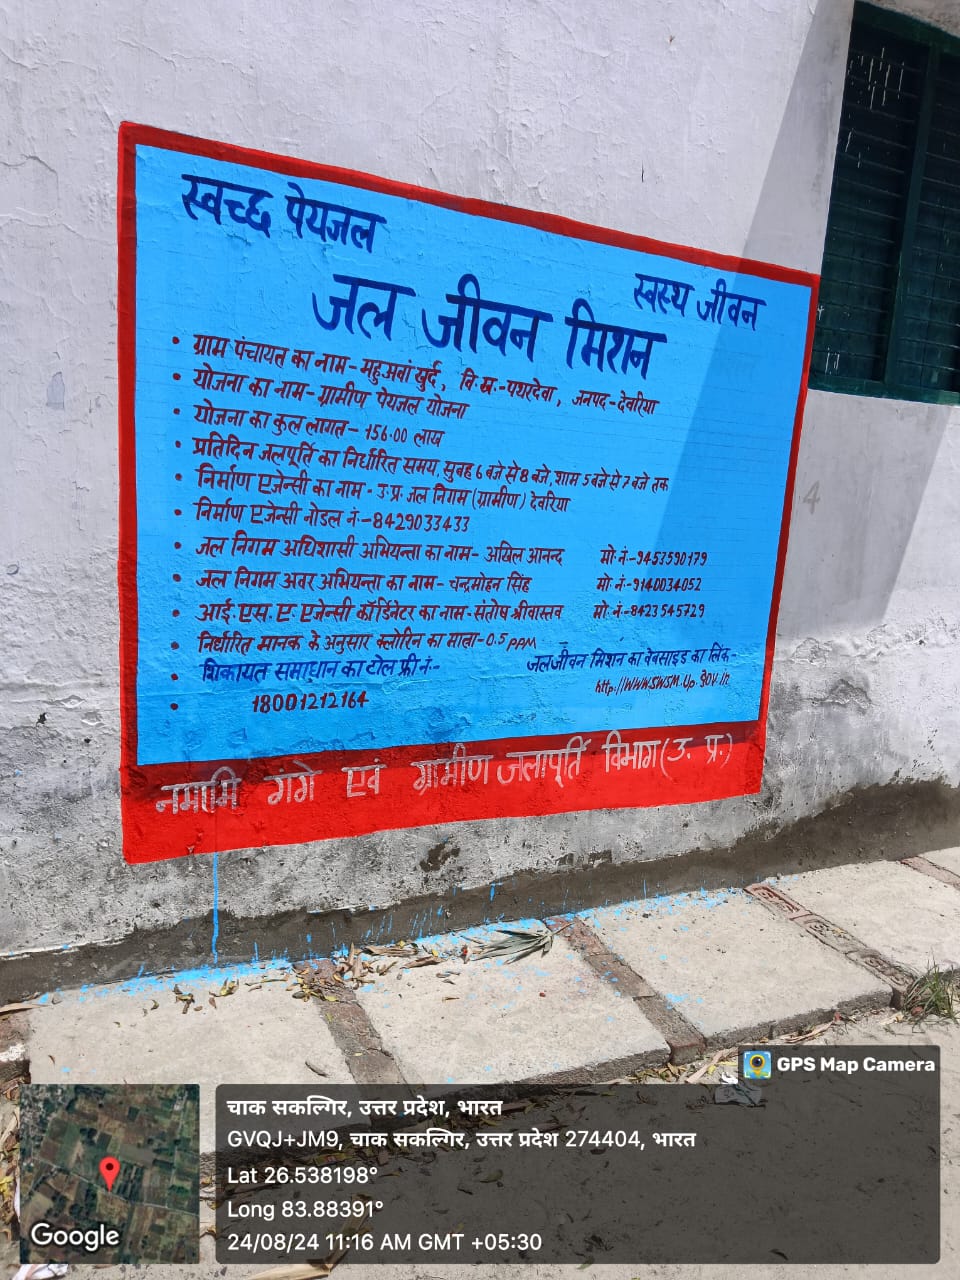 स्वच्छ पेयजल
स्वस्थ जीवन
जल जीवन मिशन
• ग्राम पंचायत का नाम- महुअवां खुर्द, वि.ख.-पथरदेवा, जनपद-देवरिया
• योजना का नाम-ग्रामीण पेयजल योजना
• योजना का कुल लागत- 156.00 लाख
• प्रतिदिन जलपूर्ति का निर्धारित समय, सुबह 6 बजे से 8 बजे, शाम 5 बजे से 7 बजे तक
• निर्माण एजेन्सी का नाम - उ.प्र. जल निगम (ग्रामीण) देवरिया
• निर्माण एजेन्सी नोडल नं.-8429033433
• जल निगम अधिशासी अभियन्ता का नाम- अखिल आनन्द मो.नं.-9453590179
• जल निगम अवर अभियन्ता का नाम- चन्द्रमोहन सिंह मो.नं.-9140034052
• आई.एस.ए. एजेन्सी कॉर्डिनेटर का नाम-संतोष श्रीवास्तव मो.नं.-8423545729
• निर्धारित मानक के अनुसार क्लोरिन का मात्रा-0.5 PPM
• शिकायत समाधान का टोल फ्री नं.- जलजीवन मिशन का वेबसाइड का लिंक-
• 18001212164 http://www.swsm.up.gov.in
नमामि गंगे एवं ग्रामीण जलापूर्ति विभाग (उ. प्र.)
4
GPS Map Camera
चाक सकल्गिर, उत्तर प्रदेश, भारत
GVQJ+JM9, चाक सकल्गिर, उत्तर प्रदेश 274404, भारत
Lat 26.538198°
Long 83.88391°
24/08/24 11:16 AM GMT +05:30
Google